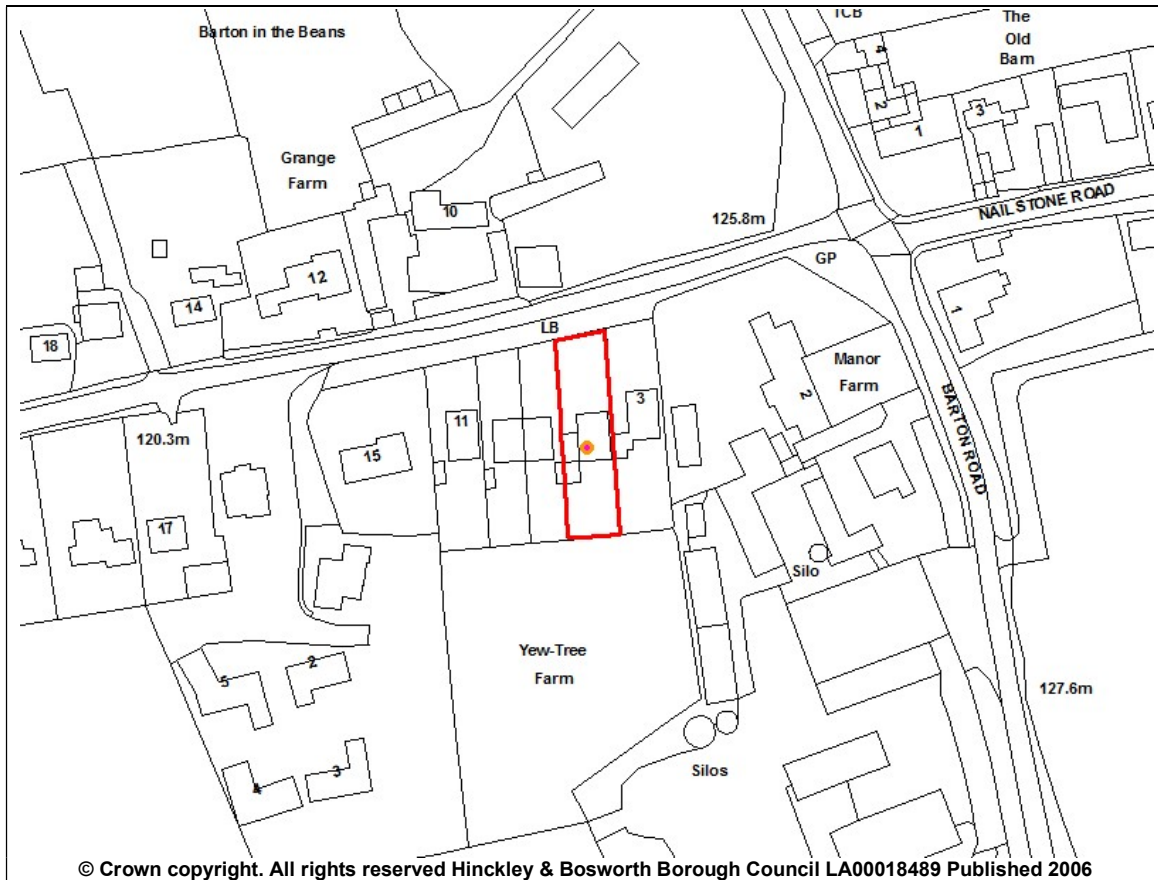 Barton in the Beans
TCB
The
Old
Barn
4
2
1
3
Grange
Farm
10
NAIL STONE ROAD
125.8m
12
GP
14
LB
1
18
Manor
Farm
2
3
11
BARTON ROAD
120.3m
15
17
Silo
Yew-Tree
Farm
2
5
127.6m
Silos
3
4
© Crown copyright. All rights reserved Hinckley & Bosworth Borough Council LA00018489 Published 2006